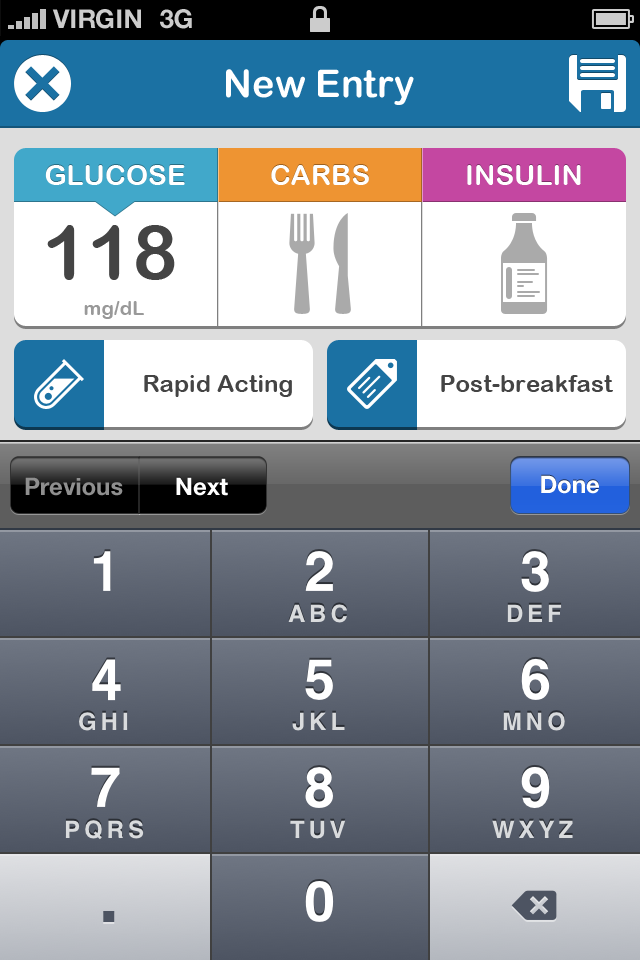 VIRGIN 3G
New Entry
GLUCOSE CARBS INSULIN
118
mg/dL
Rapid Acting Post-breakfast
Previous Next Done
1 2 3
ABC DEF
4 5 6
GHI JKL MNO
7 8 9
PQRS TUV WXYZ
. 0